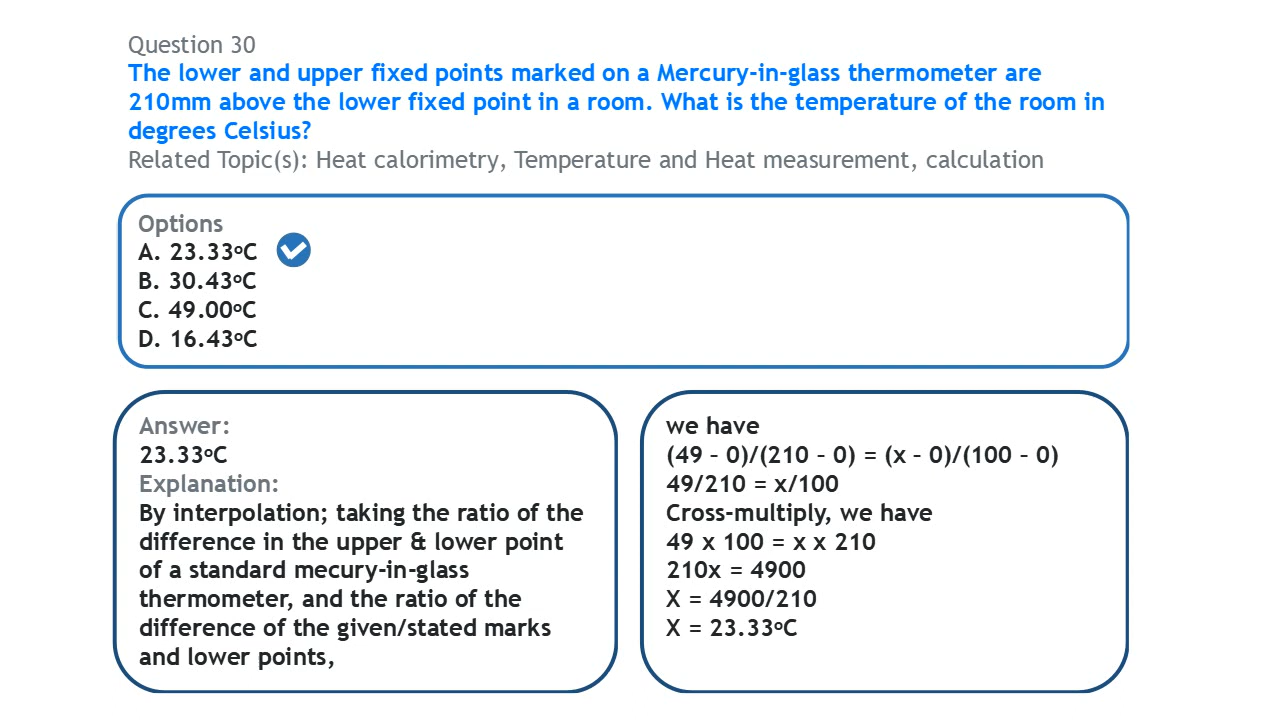 Question 30
The lower and upper fixed points marked on a Mercury-in-glass thermometer are
210mm above the lower fixed point in a room. What is the temperature of the room in
degrees Celsius?
Related Topic(s): Heat calorimetry, Temperature and Heat measurement, calculation
Options
A. 23.33ºC
B. 30.43ºC
C. 49.00ºC
D. 16.43ºC
Answer:
23.33ºC
Explanation:
By interpolation; taking the ratio of the
difference in the upper & lower point
of a standard mecury-in-glass
thermometer, and the ratio of the
difference of the given/stated marks
and lower points,
we have
(49 – 0)/(210 – 0) = (x – 0)/(100 – 0)
49/210 = x/100
Cross-multiply, we have
49 x 100 = x x 210
210x = 4900
X = 4900/210
X = 23.33ºC